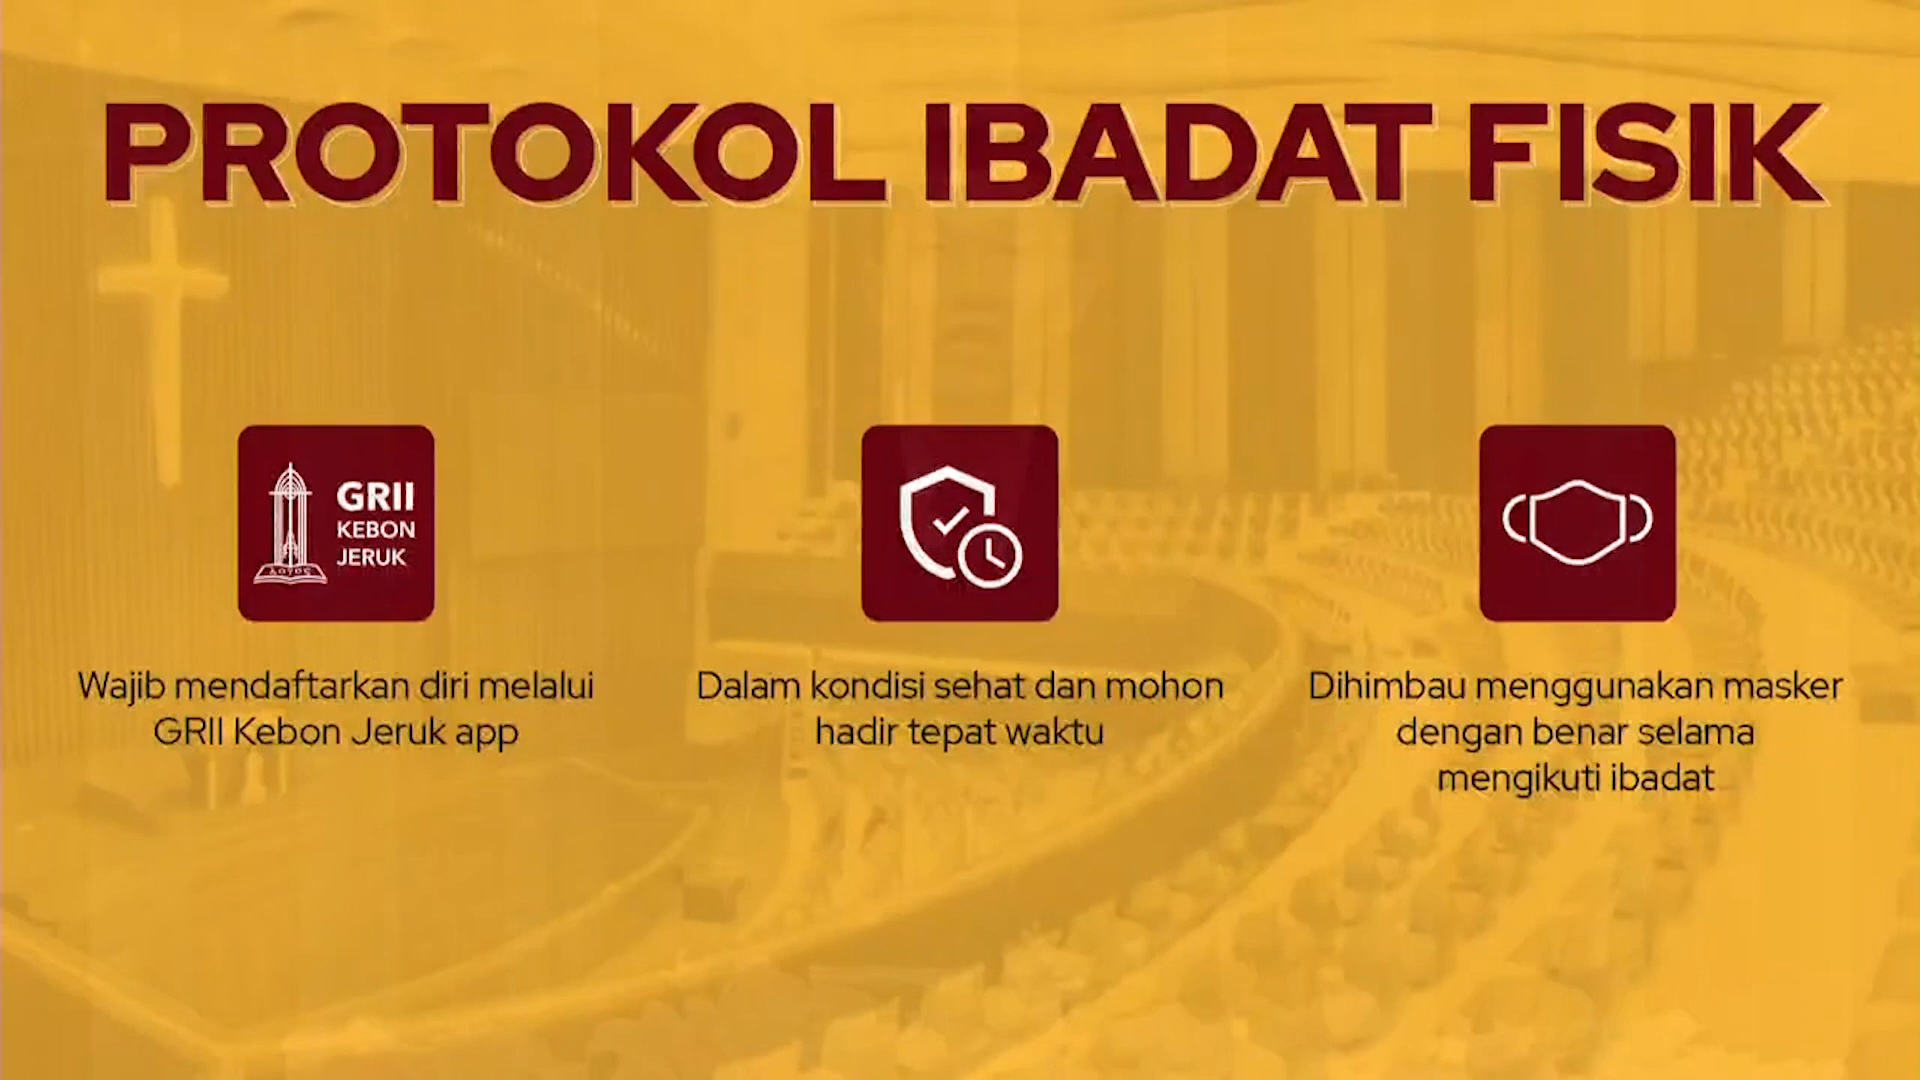 PROTOKOL IBADAT FISIK
GRII
KEBON
JERUK
ΛΟΓΟΣ
Wajib mendaftarkan diri melalui
GRII Kebon Jeruk app
Dalam kondisi sehat dan mohon
hadir tepat waktu
Dihimbau menggunakan masker
dengan benar selama
mengikuti ibadat